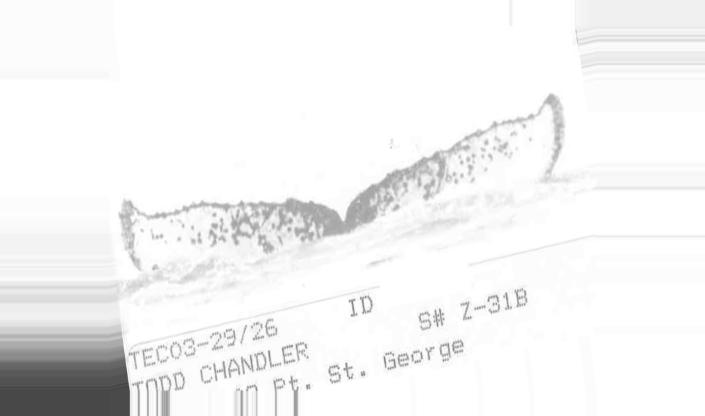 ID
TEC03-29/26 S# Z-31B
TODD CHANDLER
Pt. St. George